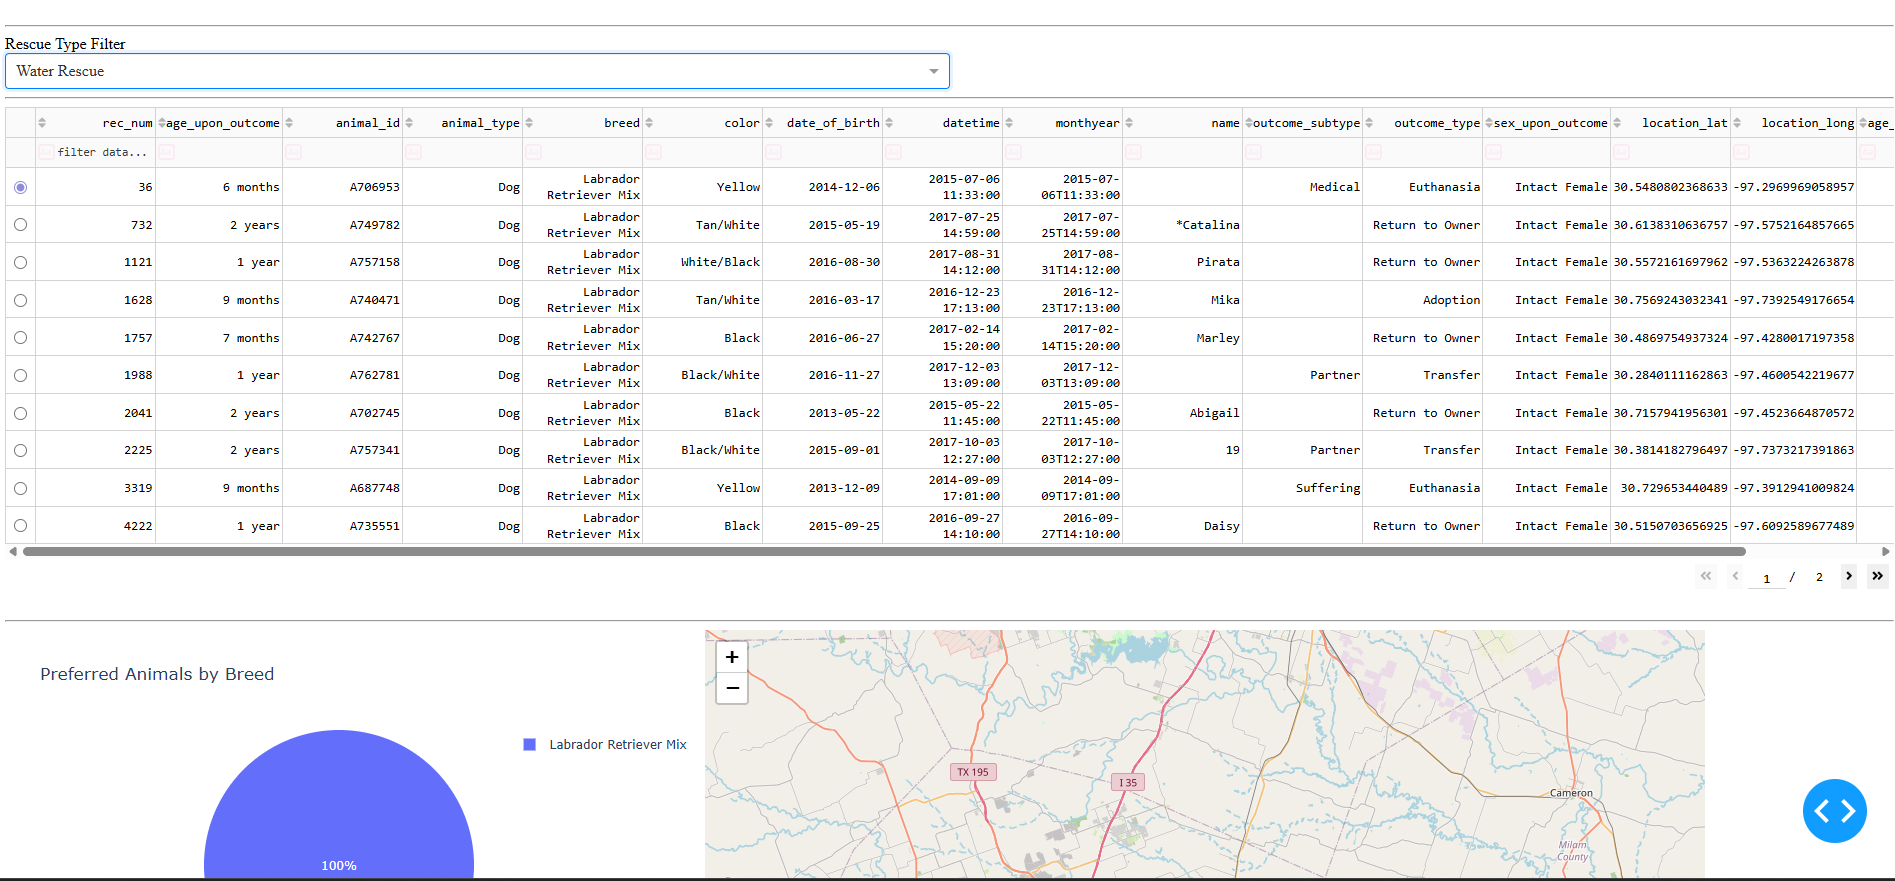 Rescue Type Filter
Water Rescue
rec_num age_upon_outcome animal_id animal_type breed color date_of_birth datetime monthyear name outcome_subtype outcome_type sex_upon_outcome location_lat location_long age_
Aa filter data... Aa Aa Aa Aa Aa Aa Aa Aa Aa Aa Aa Aa Aa Aa Aa
36 6 months A706953 Dog Labrador Retriever Mix Yellow 2014-12-06 2015-07-06 11:33:00 2015-07-06T11:33:00 Medical Euthanasia Intact Female 30.5480802368633 -97.2969969058957
732 2 years A749782 Dog Labrador Retriever Mix Tan/White 2015-05-19 2017-07-25 14:59:00 2017-07-25T14:59:00 *Catalina Return to Owner Intact Female 30.6138310636757 -97.5752164857665
1121 1 year A757158 Dog Labrador Retriever Mix White/Black 2016-08-30 2017-08-31 14:12:00 2017-08-31T14:12:00 Pirata Return to Owner Intact Female 30.5572161697962 -97.5363224263878
1628 9 months A740471 Dog Labrador Retriever Mix Tan/White 2016-03-17 2016-12-23 17:13:00 2016-12-23T17:13:00 Mika Adoption Intact Female 30.7569243032341 -97.7392549176654
1757 7 months A742767 Dog Labrador Retriever Mix Black 2016-06-27 2017-02-14 15:20:00 2017-02-14T15:20:00 Marley Return to Owner Intact Female 30.4869754937324 -97.4280017197358
1988 1 year A762781 Dog Labrador Retriever Mix Black/White 2016-11-27 2017-12-03 13:09:00 2017-12-03T13:09:00 Partner Transfer Intact Female 30.2840111162863 -97.4600542219677
2041 2 years A702745 Dog Labrador Retriever Mix Black 2013-05-22 2015-05-22 11:45:00 2015-05-22T11:45:00 Abigail Return to Owner Intact Female 30.7157941956301 -97.4523664870572
2225 2 years A757341 Dog Labrador Retriever Mix Black/White 2015-09-01 2017-10-03 12:27:00 2017-10-03T12:27:00 19 Partner Transfer Intact Female 30.3814182796497 -97.7373217391863
3319 9 months A687748 Dog Labrador Retriever Mix Yellow 2013-12-09 2014-09-09 17:01:00 2014-09-09T17:01:00 Suffering Euthanasia Intact Female 30.729653440489 -97.3912941009824
4222 1 year A735551 Dog Labrador Retriever Mix Black 2015-09-25 2016-09-27 14:10:00 2016-09-27T14:10:00 Daisy Return to Owner Intact Female 30.5150703656925 -97.6092589677489
1 / 2
Preferred Animals by Breed
Labrador Retriever Mix
100%
+
−
TX 195
I 35
Cameron
Milam
County